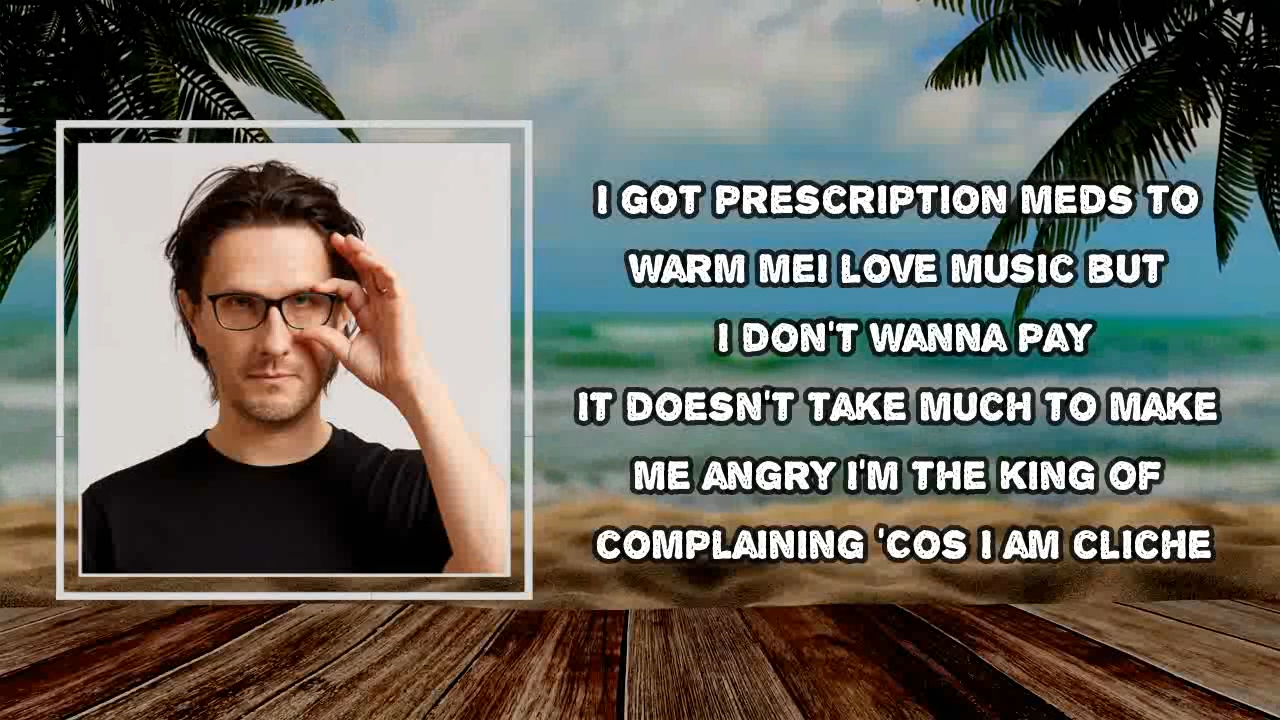 I GOT PRESCRIPTION MEDS TO
WARM MEI LOVE MUSIC BUT
I DON'T WANNA PAY
IT DOESN'T TAKE MUCH TO MAKE
ME ANGRY I'M THE KING OF
COMPLAINING 'COS I AM CLICHE